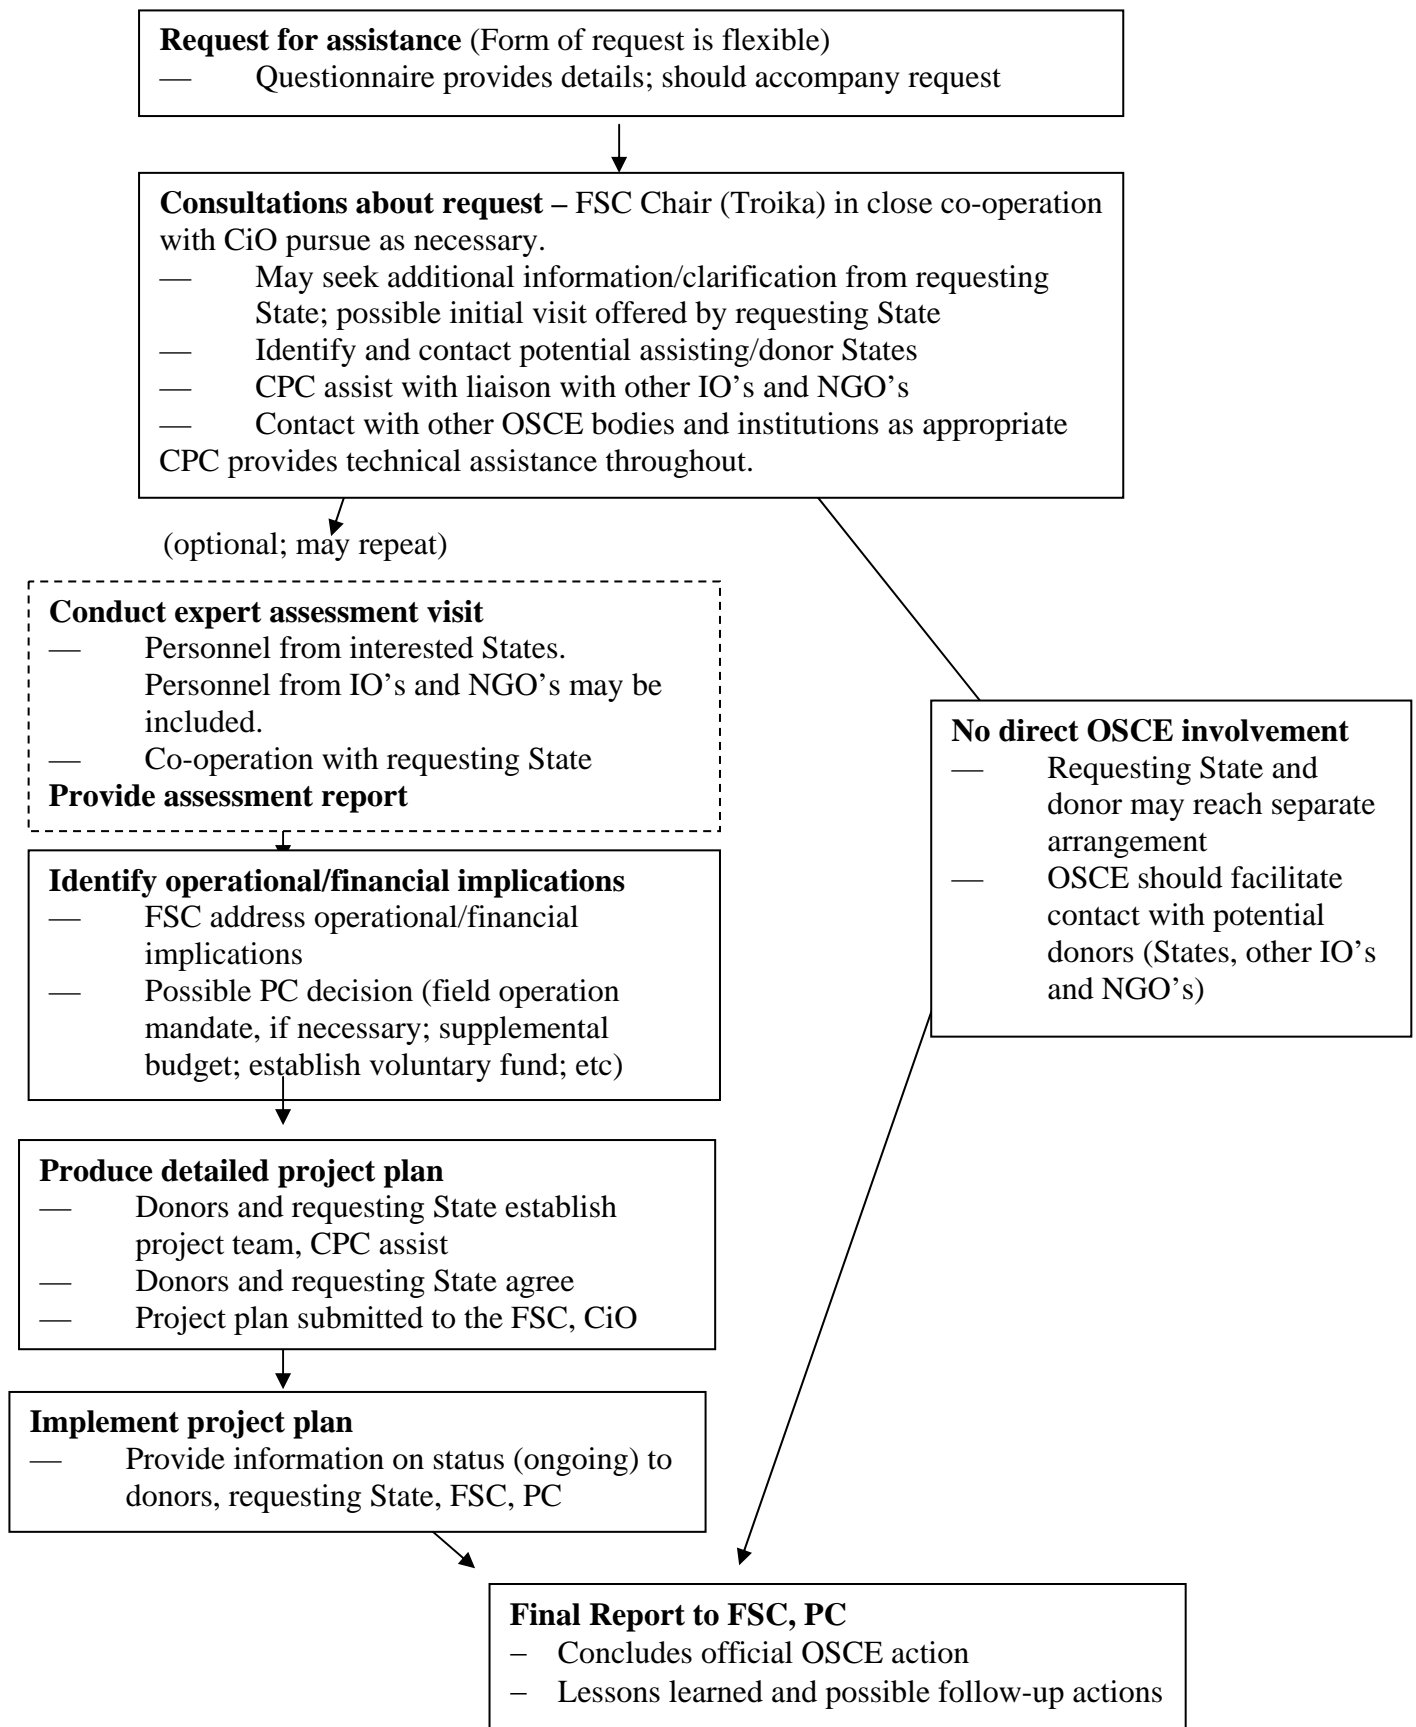 Request for assistance (Form of request is flexible)
— Questionnaire provides details; should accompany request
Consultations about request – FSC Chair (Troika) in close co-operation
with CiO pursue as necessary.
— May seek additional information/clarification from requesting
State; possible initial visit offered by requesting State
— Identify and contact potential assisting/donor States
— CPC assist with liaison with other IO’s and NGO’s
— Contact with other OSCE bodies and institutions as appropriate
CPC provides technical assistance throughout.
(optional; may repeat)
Conduct expert assessment visit
— Personnel from interested States.
Personnel from IO’s and NGO’s may be
included.
— Co-operation with requesting State
Provide assessment report
No direct OSCE involvement
— Requesting State and
donor may reach separate
arrangement
— OSCE should facilitate
contact with potential
donors (States, other IO’s
and NGO’s)
Identify operational/financial implications
— FSC address operational/financial
implications
— Possible PC decision (field operation
mandate, if necessary; supplemental
budget; establish voluntary fund; etc)
Produce detailed project plan
— Donors and requesting State establish
project team, CPC assist
— Donors and requesting State agree
— Project plan submitted to the FSC, CiO
Implement project plan
— Provide information on status (ongoing) to
donors, requesting State, FSC, PC
Final Report to FSC, PC
– Concludes official OSCE action
– Lessons learned and possible follow-up actions